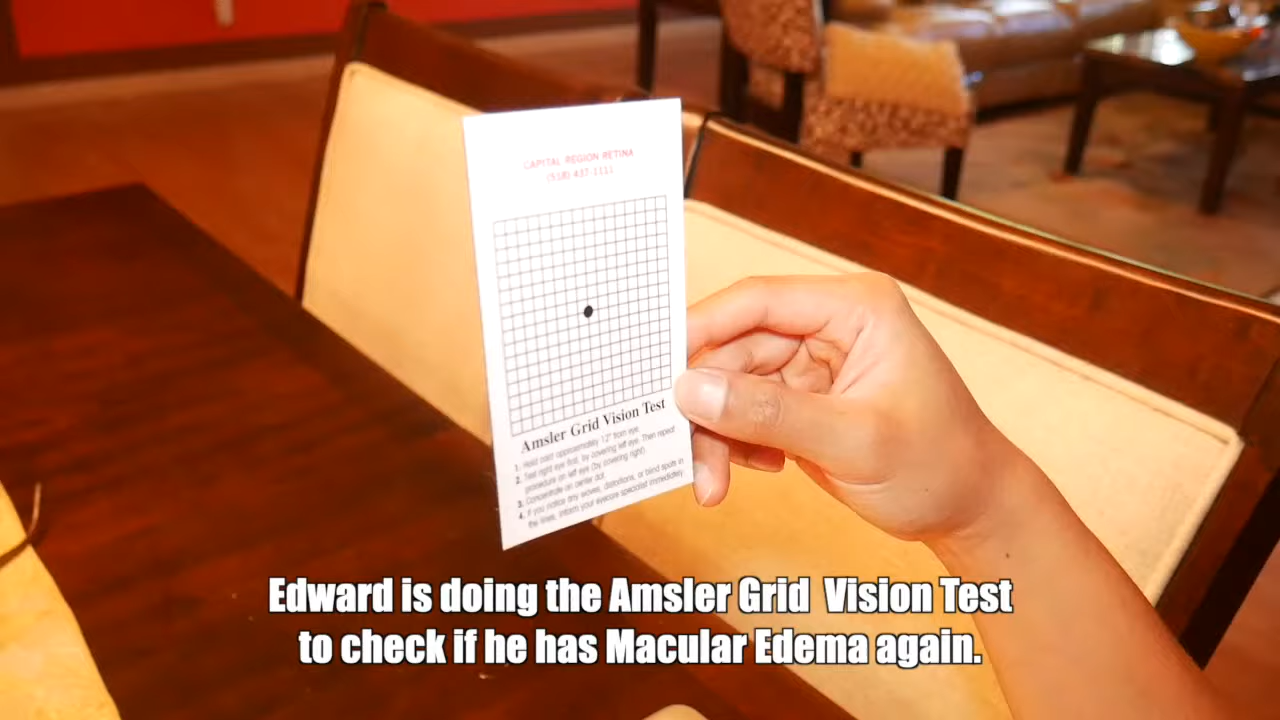 CAPITAL REGION RETINA
(518) 437-1111
Amsler Grid Vision Test
1. Hold card approximately 12" from eye.
2. Test right eye first, by covering left eye. Then repeat
procedure on left eye (by covering right).
3. Concentrate on center dot.
4. If you notice any waves, distortions, or blind spots in
the lines, inform your eyecare specialist immediately.
Edward is doing the Amsler Grid Vision Test
to check if he has Macular Edema again.